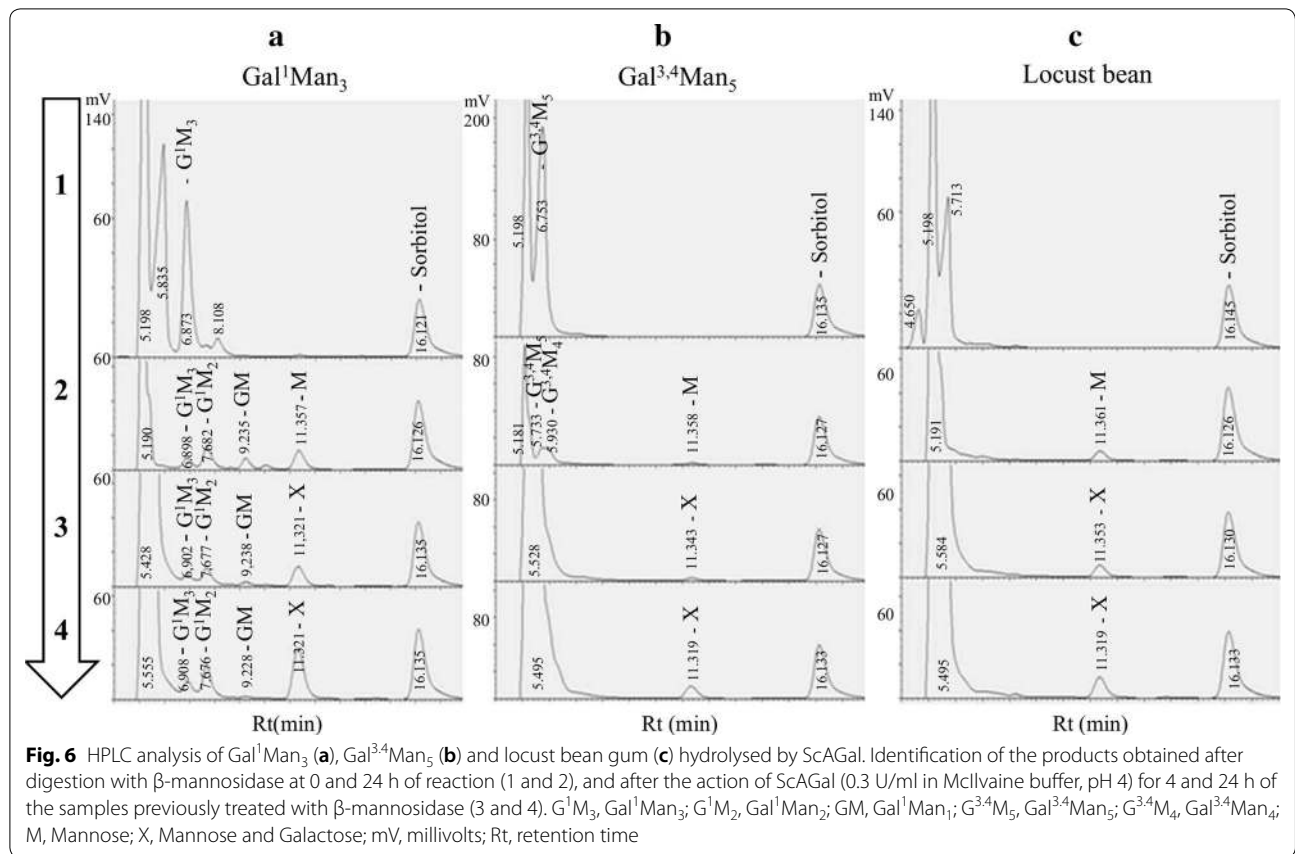 a
b
c
Gal¹Man₃
Gal³,⁴Man₅
Locust bean
1
2
3
4
mV
140
60
5.198
5.835
6.873 - G¹M₃
8.108
16.121 - Sorbitol
60
5.190
6.898 - G¹M₃
7.682 - G¹M₂
9.235 - GM
11.357 - M
16.126
60
5.428
6,902 - G¹M₃
7,677 - G¹M₂
9,238 - GM
11,321 - X
16.135
60
5.555
6,908 - G¹M₃
7,676 - G¹M₂
9.228 - GM
11.321 - X
16.135
Rt(min)
mV
200
80
5.198
6.753 - G³,⁴M₅
16.135 - Sorbitol
80
5.181
5.733 - G³,⁴M₅
5.930 - G³,⁴M₄
11.358 - M
16.127
80
5.528
11.343 - X
16.127
80
5.495
11.319 - X
16.133
Rt (min)
mV
140
60
4.650
5.198
5.713
16.145 - Sorbitol
60
5.191
11.361 - M
16.126
60
5.584
11.353 - X
16.130
60
5.495
11.319 - X
16.133
Rt (min)
Fig. 6 HPLC analysis of Gal¹Man₃ (a), Gal³·⁴Man₅ (b) and locust bean gum (c) hydrolysed by ScAGal. Identification of the products obtained after
digestion with β-mannosidase at 0 and 24 h of reaction (1 and 2), and after the action of ScAGal (0.3 U/ml in McIlvaine buffer, pH 4) for 4 and 24 h of
the samples previously treated with β-mannosidase (3 and 4). G¹M₃, Gal¹Man₃; G¹M₂, Gal¹Man₂; GM, Gal¹Man₁; G³·⁴M₅, Gal³·⁴Man₅; G³·⁴M₄, Gal³·⁴Man₄;
M, Mannose; X, Mannose and Galactose; mV, millivolts; Rt, retention time